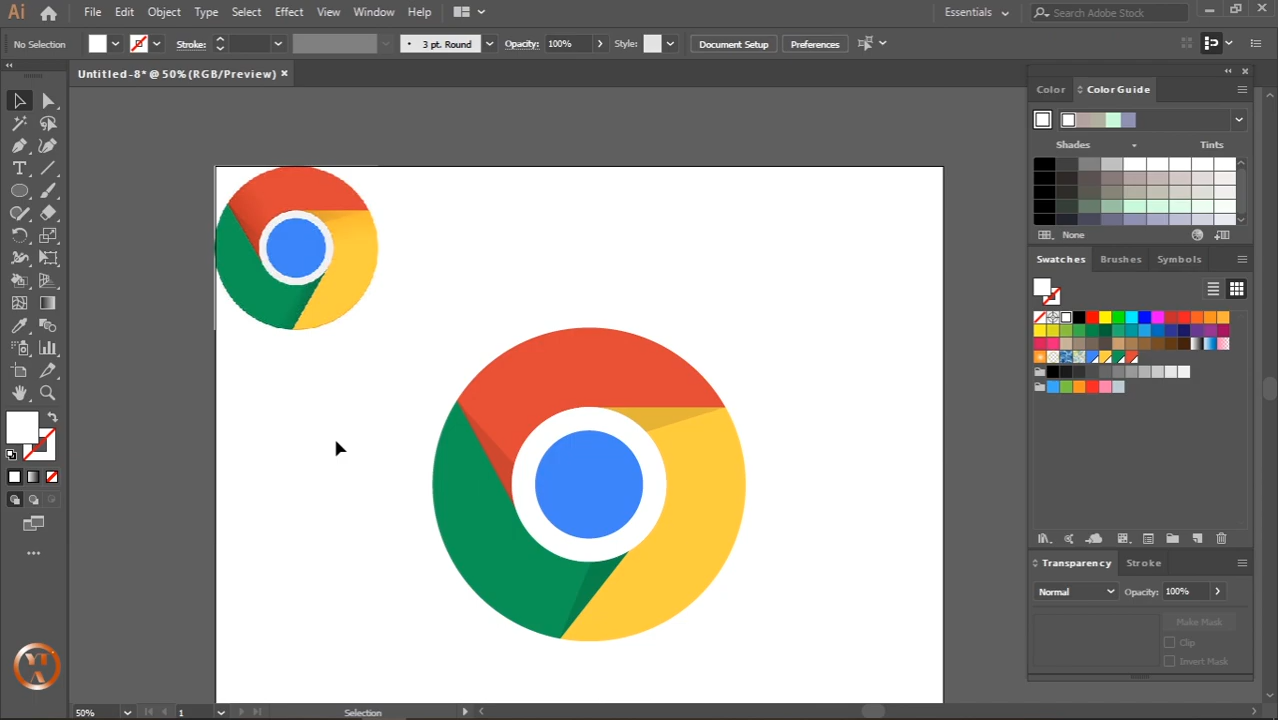 Ai File Edit Object Type Select Effect View Window Help Essentials Search Adobe Stock
No Selection Stroke: 3 pt. Round Opacity: 100% Style: Document Setup Preferences
Untitled-8* @ 50% (RGB/Preview)
Color Color Guide
Shades Tints
None
Swatches Brushes Symbols
Transparency Stroke
Normal Opacity: 100%
Make Mask
Clip
Invert Mask
50% 1 Selection